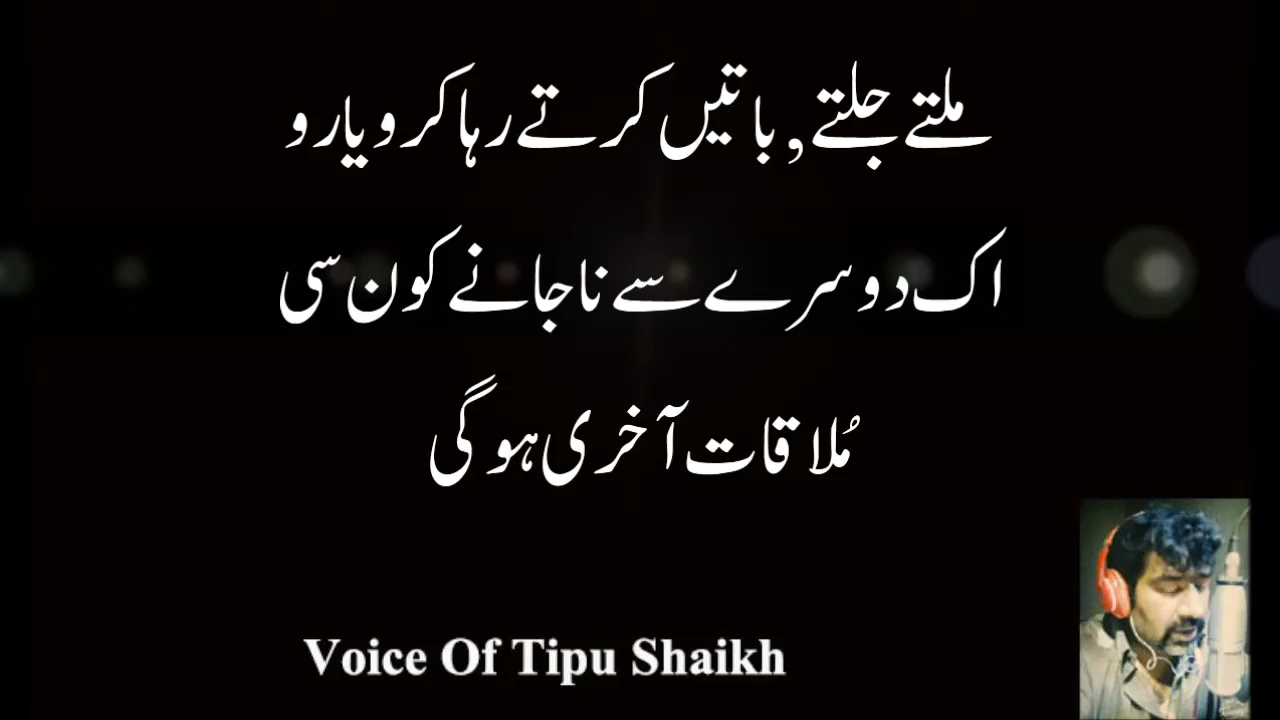 ملتے جلتے , باتیں کرتے رہا کرو یارو
اک دوسرے سے نا جانے کون سی
مُلاقات آخری ہو گی
Voice Of Tipu Shaikh